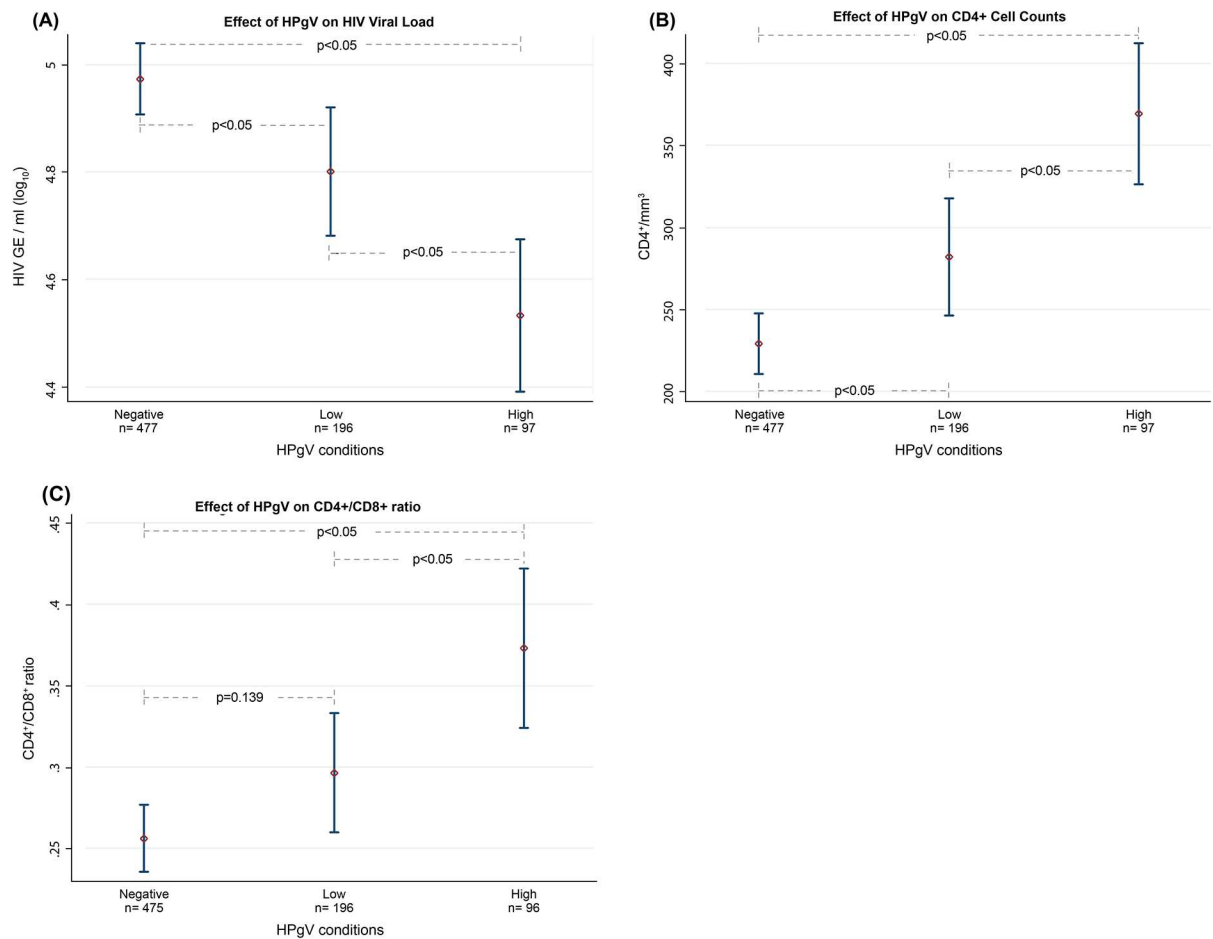 (A)
Effect of HPgV on HIV Viral Load
p<0.05
p<0.05
p<0.05
HIV GE / ml (log₁₀)
5
4.8
4.6
4.4
Negative
n= 477
Low
n= 196
High
n= 97
HPgV conditions
(B)
Effect of HPgV on CD4+ Cell Counts
p<0.05
p<0.05
p<0.05
CD4⁺/mm³
400
350
300
250
200
Negative
n= 477
Low
n= 196
High
n= 97
HPgV conditions
(C)
Effect of HPgV on CD4+/CD8+ ratio
p<0.05
p<0.05
p=0.139
CD4⁺/CD8⁺ ratio
.45
.4
.35
.3
.25
Negative
n= 475
Low
n= 196
High
n= 96
HPgV conditions